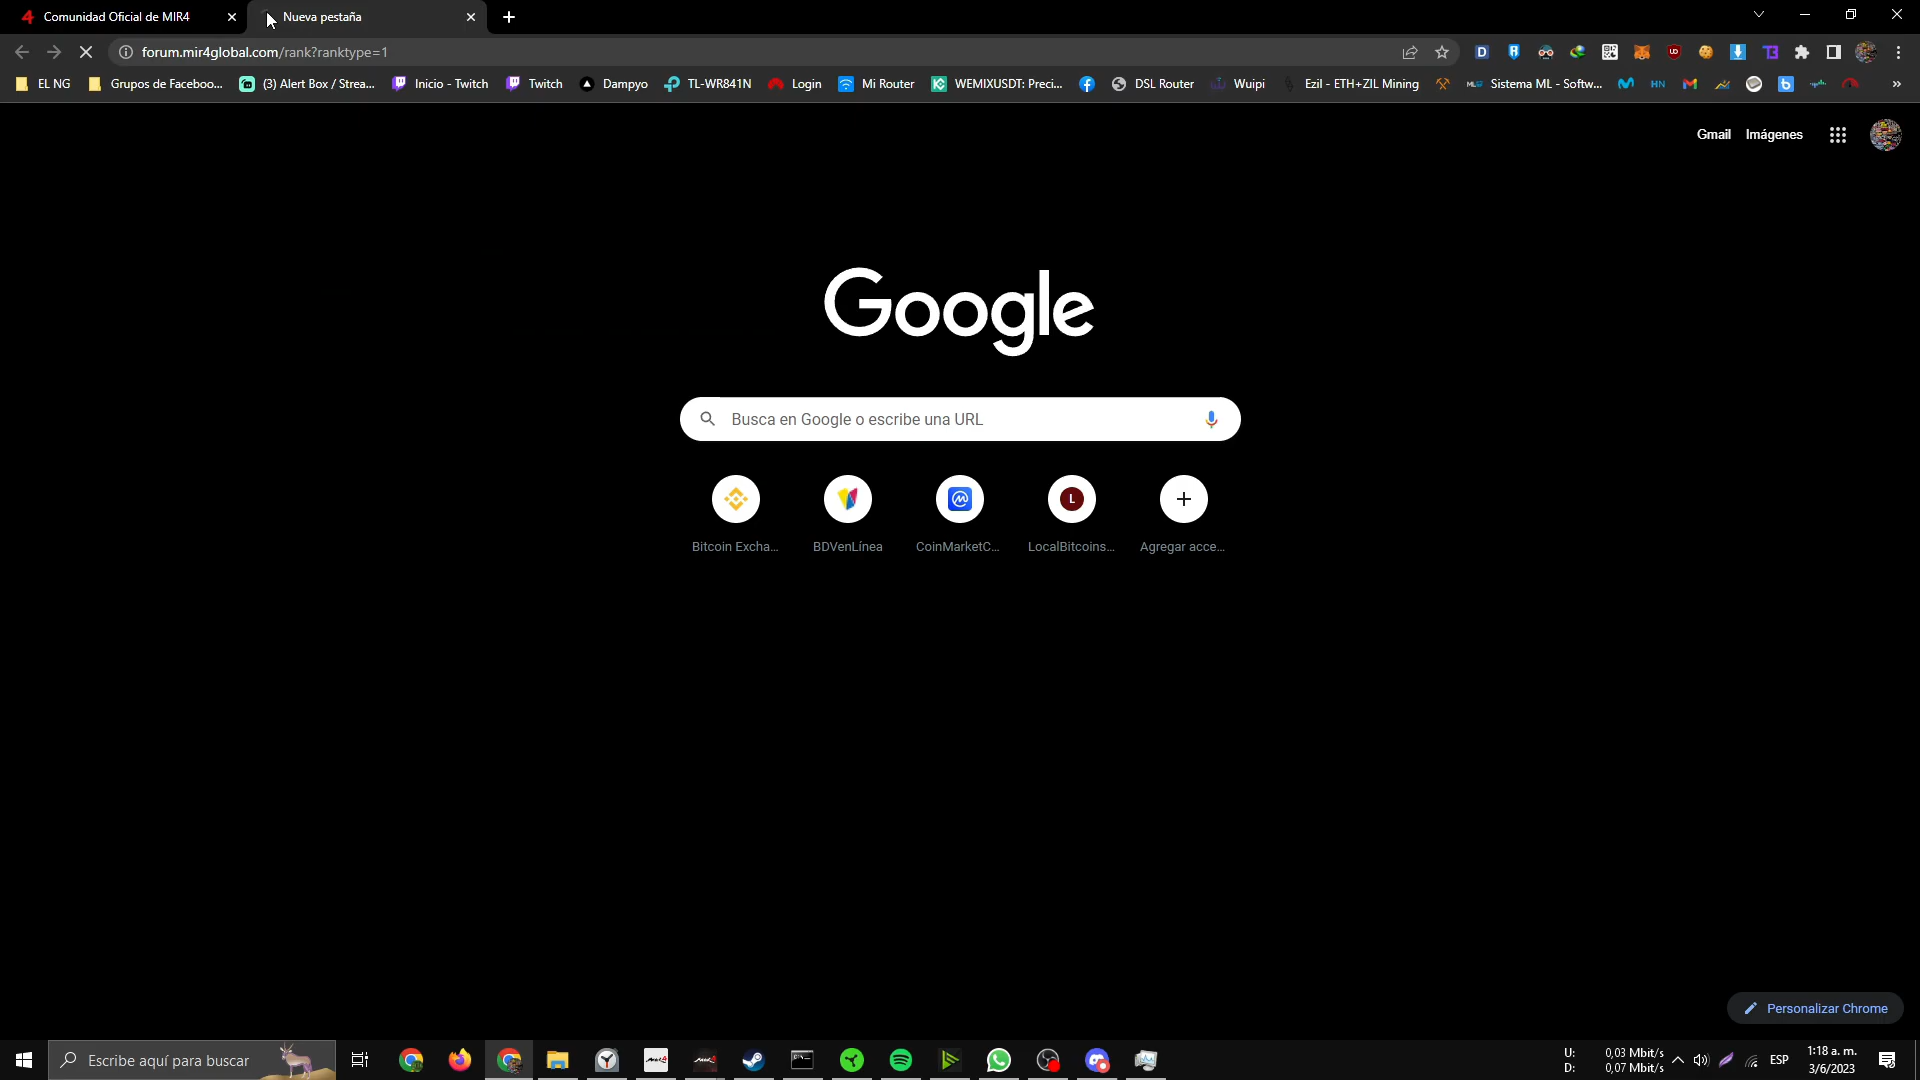 Comunidad Oficial de MIR4
Nueva pestaña
forum.mir4global.com/rank?ranktype=1
EL NG
Grupos de Faceboo...
(3) Alert Box / Strea...
Inicio - Twitch
Twitch
Dampyo
TL-WR841N
Login
Mi Router
WEMIXUSDT: Preci...
DSL Router
Wuipi
Ezil - ETH+ZIL Mining
Sistema ML - Softw...
HN
»
Gmail
Imágenes
Google
Busca en Google o escribe una URL
L
Bitcoin Excha...
BDVenLínea
CoinMarketC...
LocalBitcoins...
Agregar acce...
Personalizar Chrome
Escribe aquí para buscar
U: 0,03 Mbit/s
D: 0,07 Mbit/s
ESP
1:18 a. m.
3/6/2023